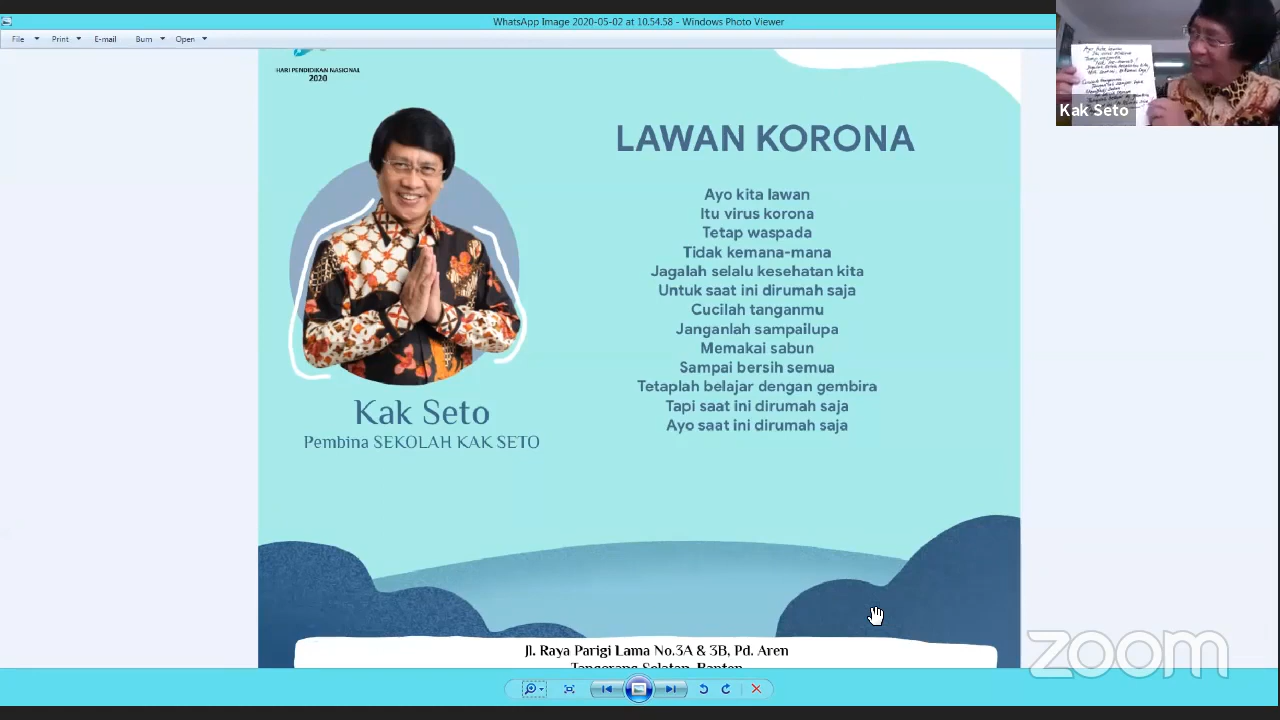 WhatsApp Image 2020-05-02 at 10.54.58 - Windows Photo Viewer
File Print E-mail Burn Open
HARI PENDIDIKAN NASIONAL
2020
LAWAN KORONA
Ayo kita lawan
Itu virus korona
Tetap waspada
Tidak kemana-mana
Jagalah selalu kesehatan kita
Untuk saat ini dirumah saja
Cucilah tanganmu
Janganlah sampailupa
Memakai sabun
Sampai bersih semua
Tetaplah belajar dengan gembira
Tapi saat ini dirumah saja
Ayo saat ini dirumah saja
Kak Seto
Pembina SEKOLAH KAK SETO
Jl. Raya Parigi Lama No.3A & 3B, Pd. Aren
Tangerang Selatan, Banten
Kak Seto
zoom